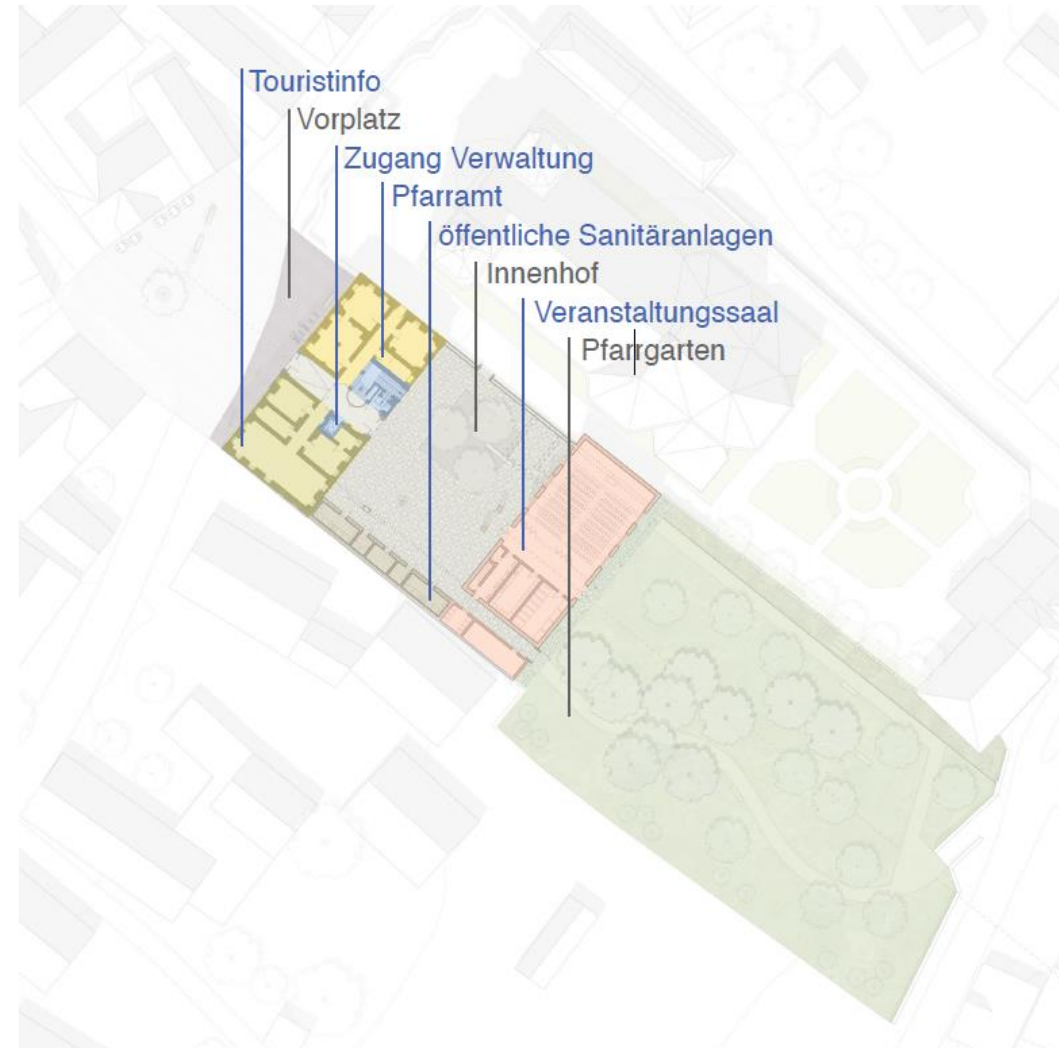 Touristinfo
Vorplatz
Zugang Verwaltung
Pfarramt
öffentliche Sanitäranlagen
Innenhof
Veranstaltungssaal
Pfarrgarten